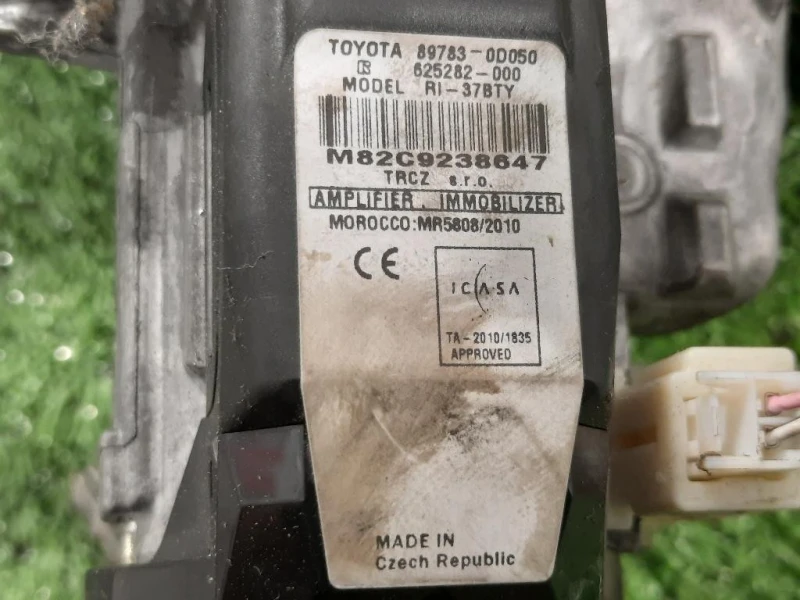 TOYOTA 89783-0D050
R 625282-000
MODEL RI-37BTY
M82C9238647
TRCZ s.r.o.
AMPLIFIER, IMMOBILIZER
MOROCCO:MR5808/2010
CE
ICASA
TA-2010/1835
APPROVED
MADE IN
Czech Republic